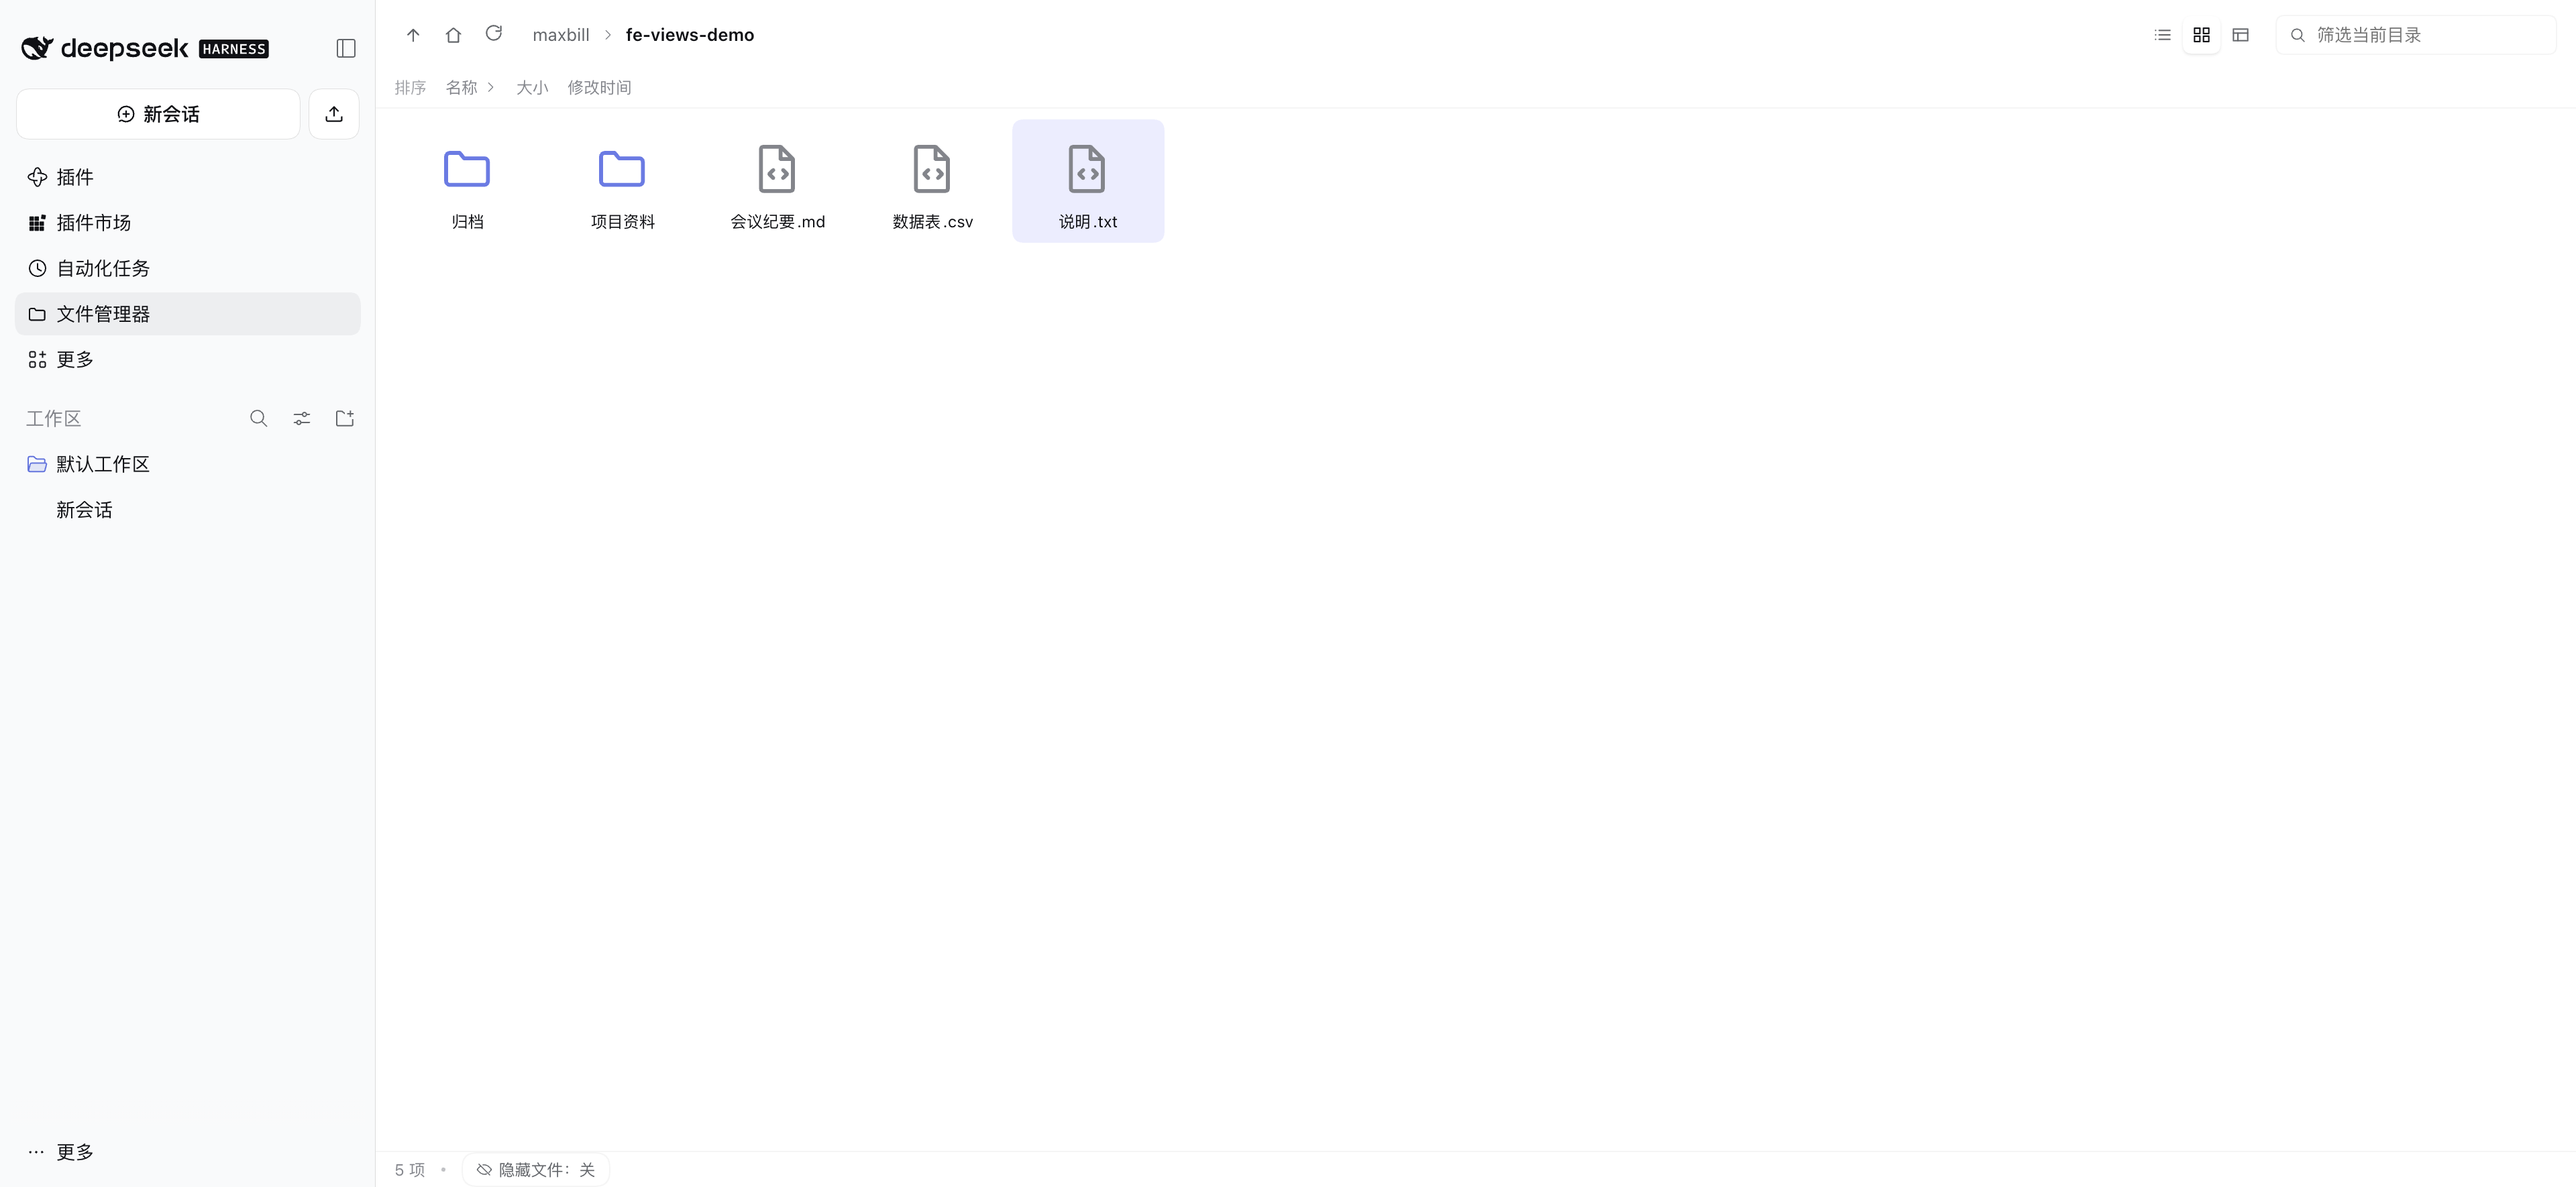 deepseek HARNESS
新会话
插件
插件市场
自动化任务
文件管理器
更多
工作区
默认工作区
新会话
更多
maxbill > fe-views-demo
筛选当前目录
排序 名称 > 大小 修改时间
归档
项目资料
会议纪要.md
数据表.csv
说明.txt
5 项 • 隐藏文件：关